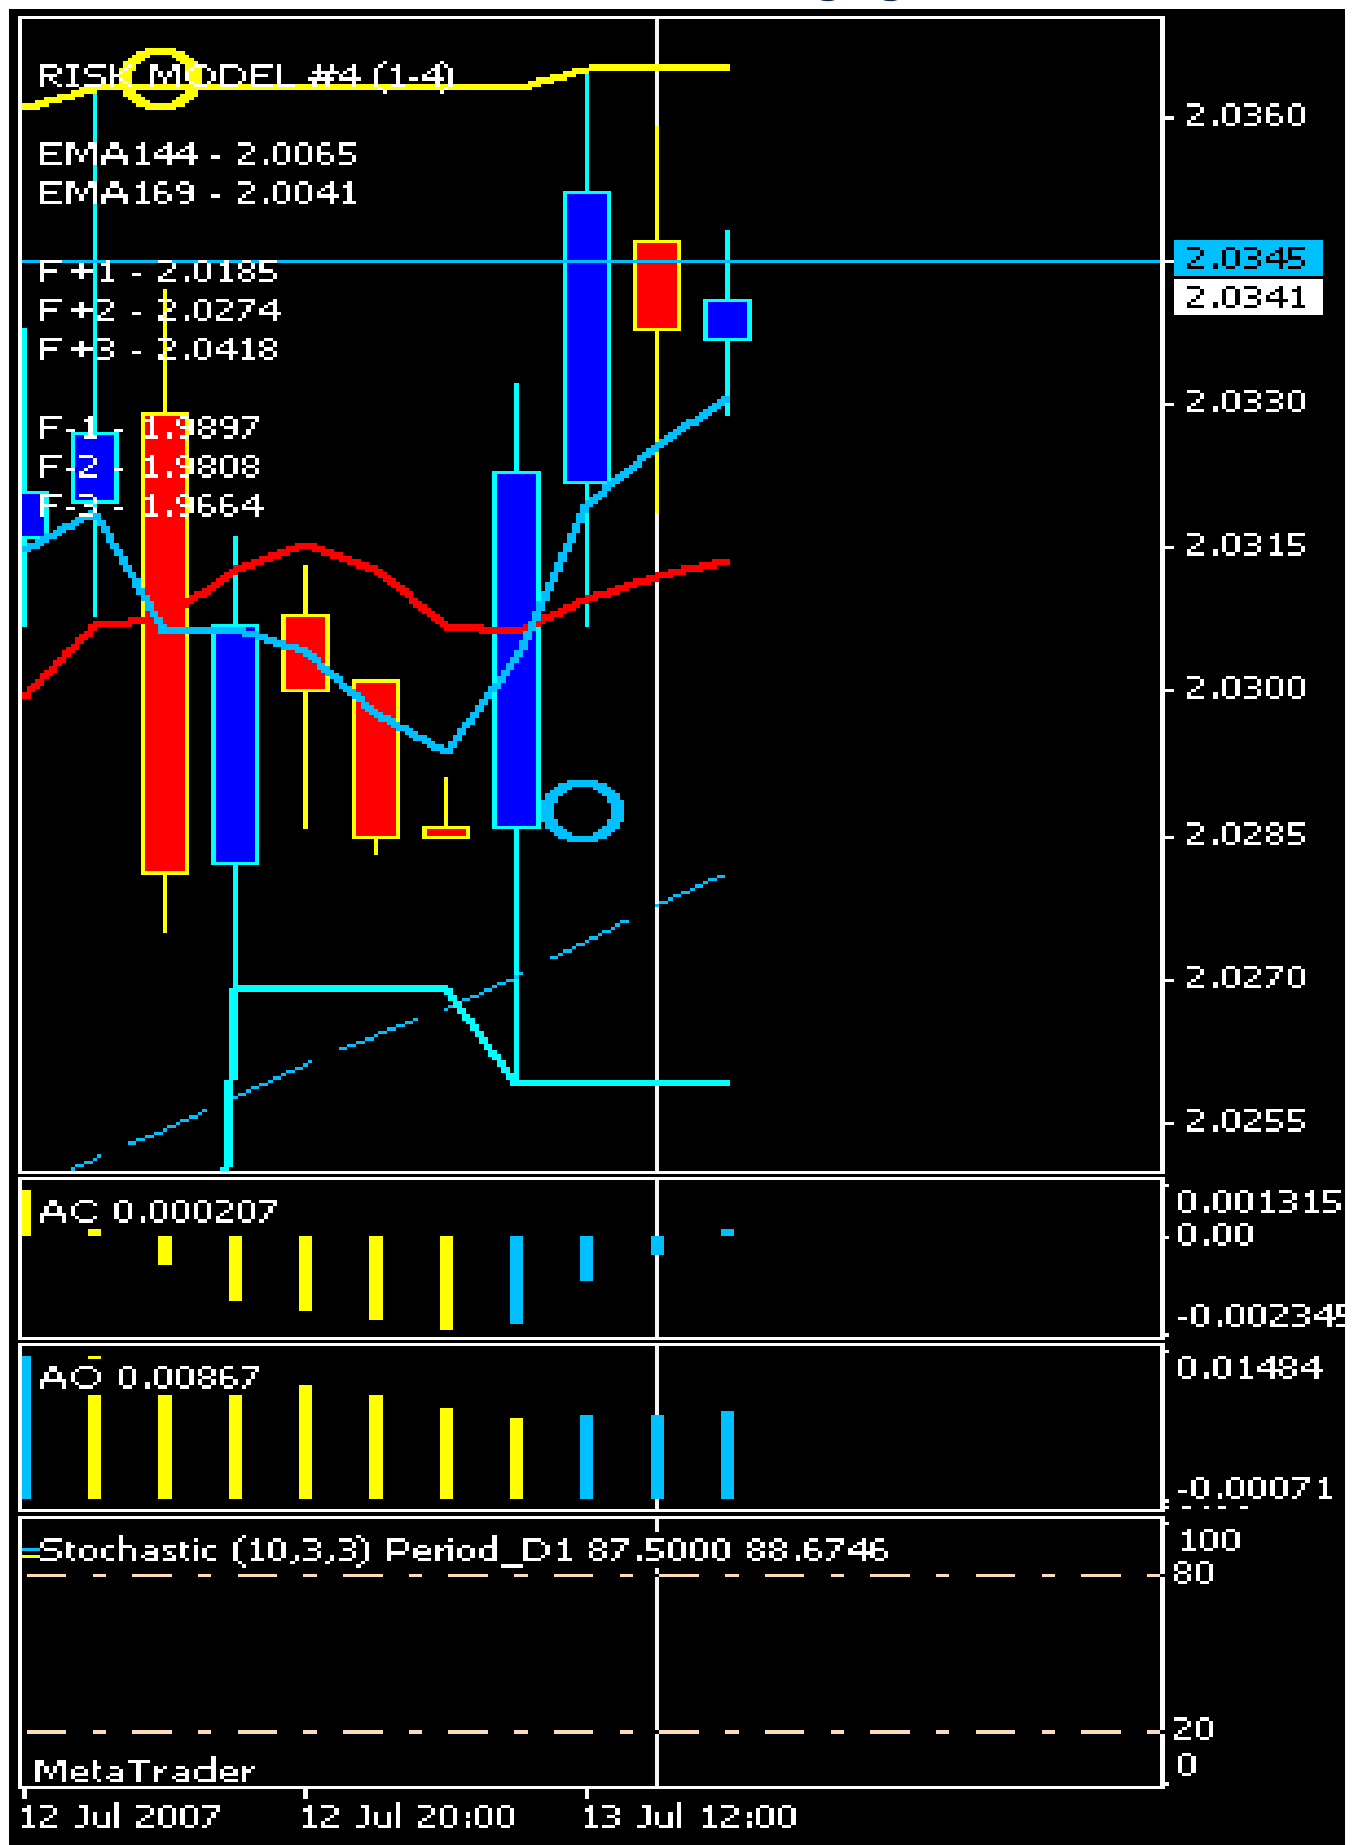 RISK MODEL #4 (1-4)
EMA144 - 2.0065
EMA169 - 2.0041
F+1 - 2.0185
F+2 - 2.0274
F+3 - 2.0418
F-1 - 1.9897
F-2 - 1.9808
F-3 - 1.9664
2.0360
2.0345
2.0341
2.0330
2.0315
2.0300
2.0285
2.0270
2.0255
AC 0.000207
0.001315
0.00
-0.002345
AO 0.00867
0.01484
-0.00071
Stochastic (10,3,3) Period_D1 87.5000 88.6746
100
80
20
0
MetaTrader
12 Jul 2007 12 Jul 20:00 13 Jul 12:00